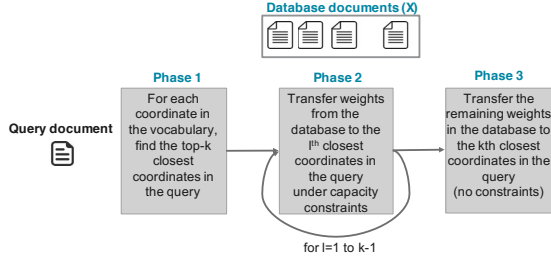 Database documents (X)
Phase 1
Phase 2
Phase 3
Query document
For each
coordinate in
the vocabulary,
find the top-k
closest
coordinates in
the query
Transfer weights
from the
database to the
lth closest
coordinates in
the query
under capacity
constraints
Transfer the
remaining weights
in the database to
the kth closest
coordinates in the
query
(no constraints)
for l=1 to k-1